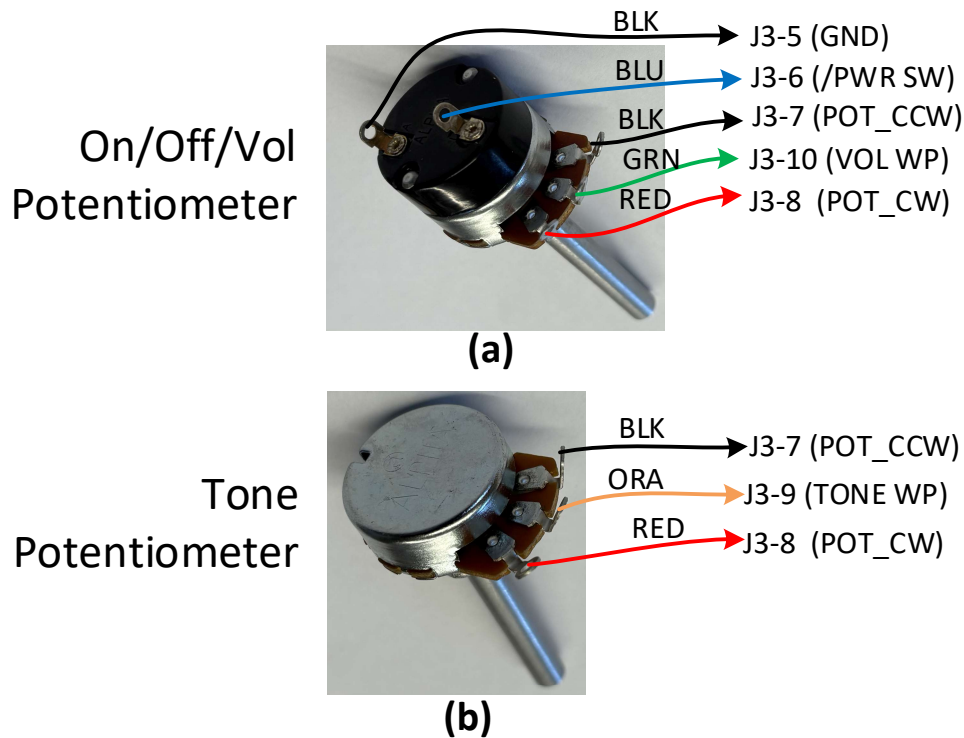 BLK
J3-5 (GND)
BLU
J3-6 (/PWR SW)
On/Off/Vol
Potentiometer
BLK
J3-7 (POT_CCW)
GRN
J3-10 (VOL WP)
RED
J3-8 (POT_CW)
(a)
Tone
Potentiometer
BLK
J3-7 (POT_CCW)
ORA
J3-9 (TONE WP)
RED
J3-8 (POT_CW)
(b)